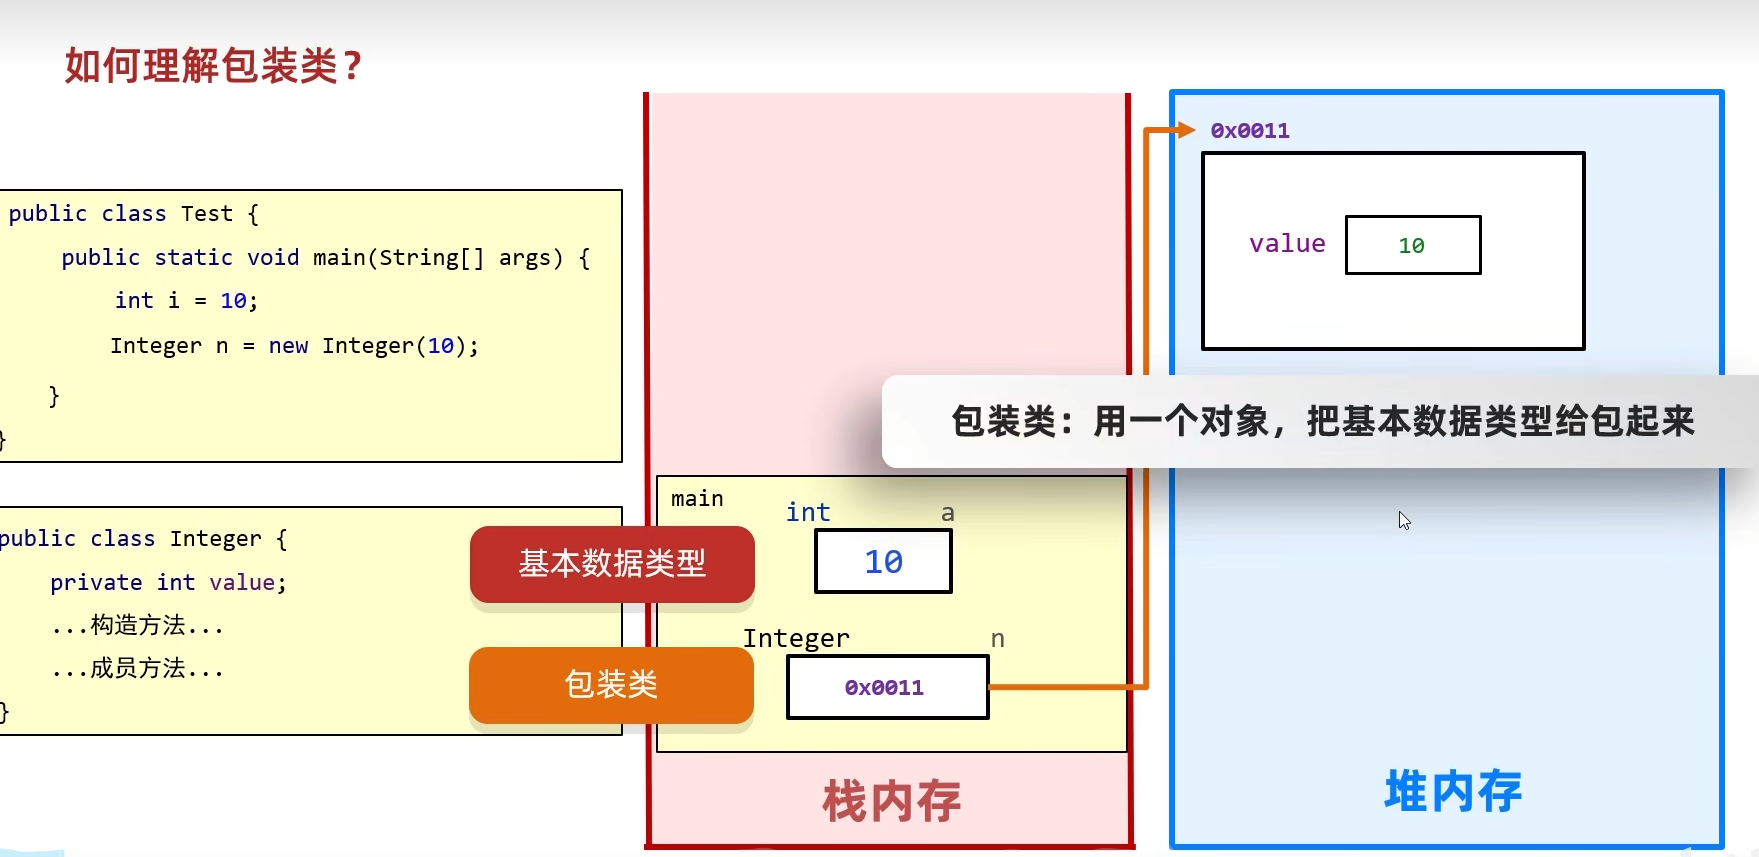 如何理解包装类？
public class Test {
public static void main(String[] args) {
int i = 10;
Integer n = new Integer(10);
}
}
public class Integer {
private int value;
...构造方法...
...成员方法...
}
基本数据类型
包装类
main
int a
10
Integer n
0x0011
栈内存
0x0011
value 10
包装类：用一个对象，把基本数据类型给包起来
堆内存